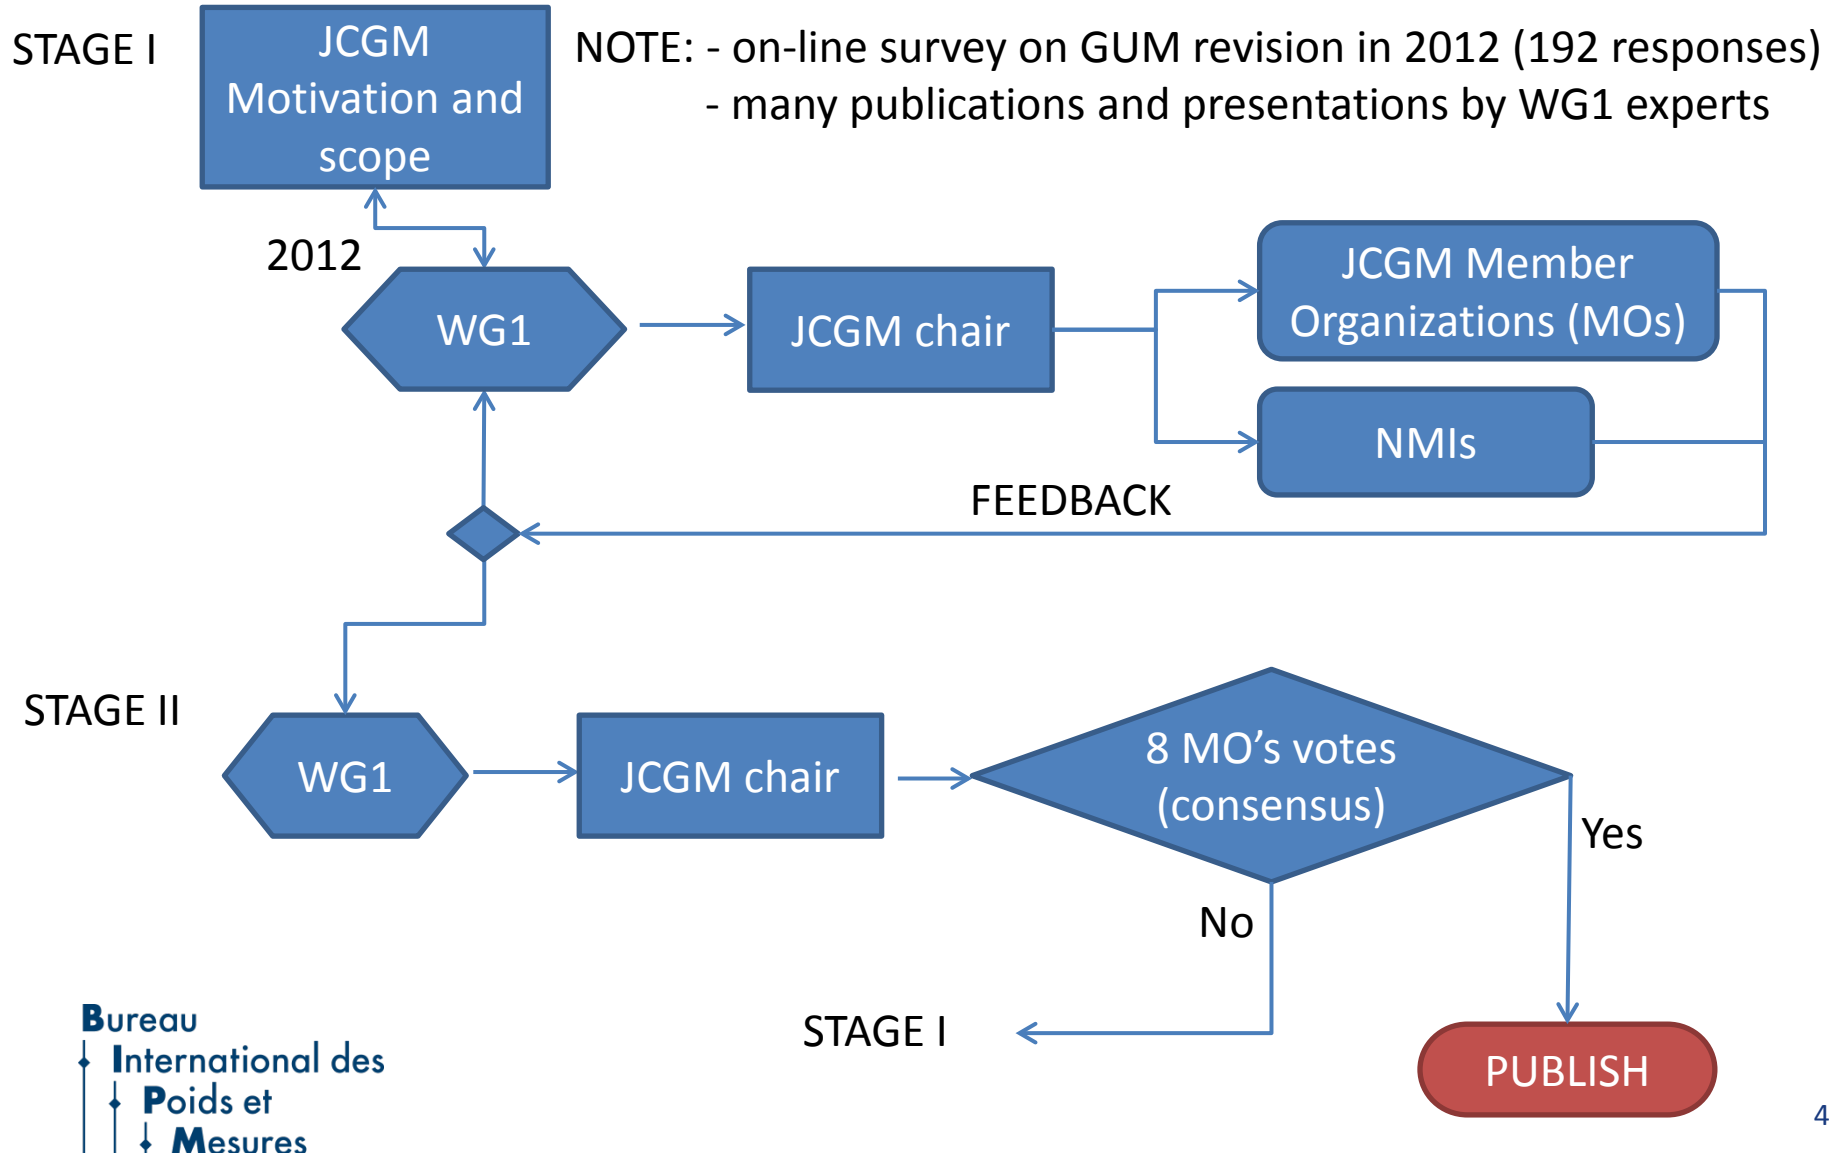 STAGE I
JCGM
Motivation and
scope
NOTE: - on-line survey on GUM revision in 2012 (192 responses)
- many publications and presentations by WG1 experts
2012
WG1
JCGM chair
JCGM Member
Organizations (MOs)
NMIs
FEEDBACK
STAGE II
WG1
JCGM chair
8 MO’s votes
(consensus)
Yes
No
STAGE I
PUBLISH
Bureau
International des
Poids et
Mesures
4